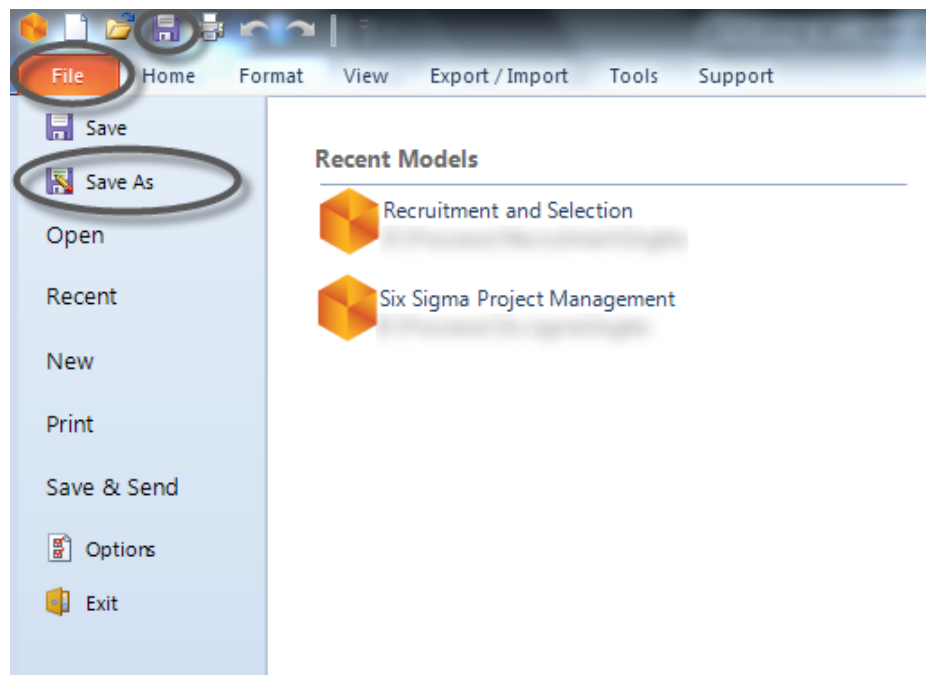 File Home Format View Export / Import Tools Support
Save
Save As
Open
Recent
New
Print
Save & Send
Options
Exit
Recent Models
Recruitment and Selection
Six Sigma Project Management